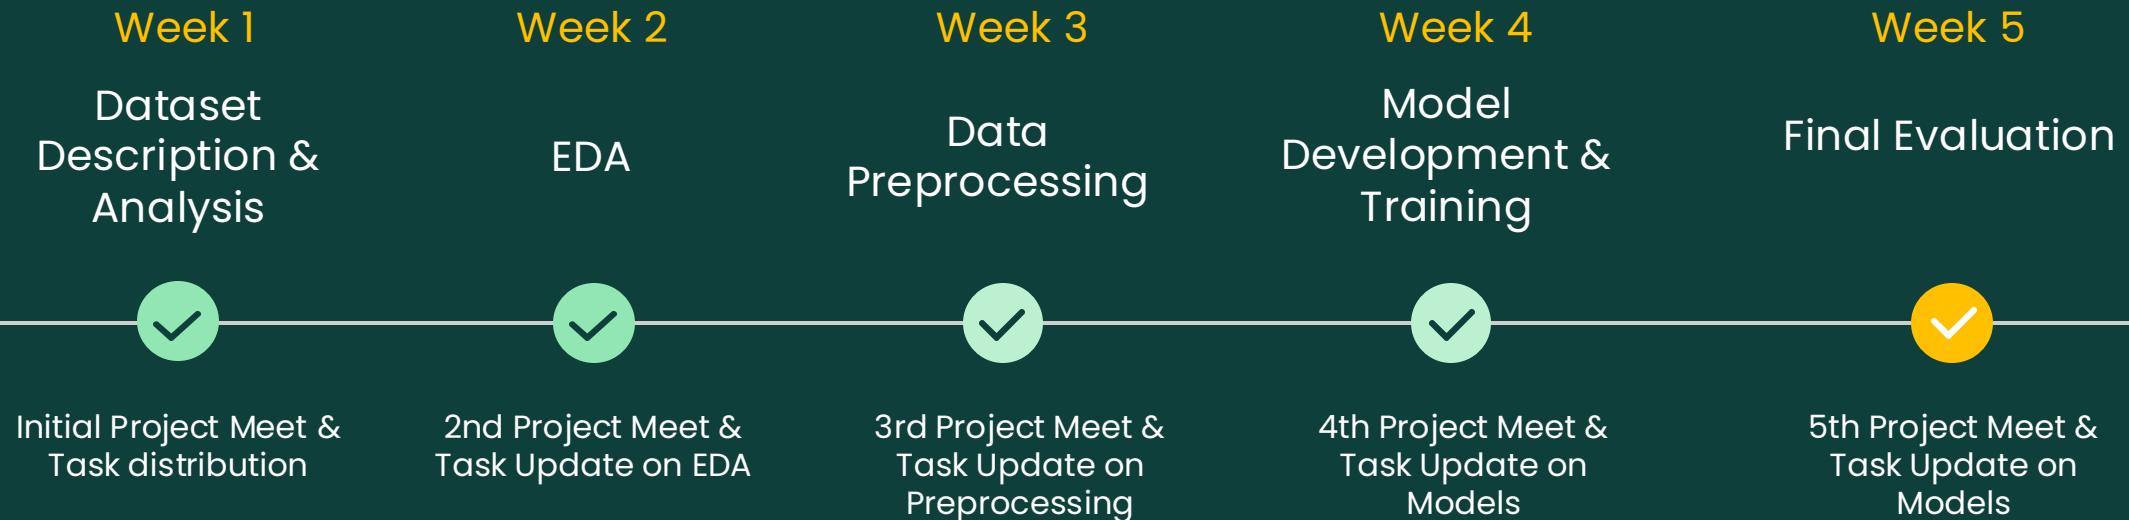 Week 1
Dataset
Description &
Analysis
Initial Project Meet &
Task distribution
Week 2
EDA
2nd Project Meet &
Task Update on EDA
Week 3
Data
Preprocessing
3rd Project Meet &
Task Update on
Preprocessing
Week 4
Model
Development &
Training
4th Project Meet &
Task Update on
Models
Week 5
Final Evaluation
5th Project Meet &
Task Update on
Models